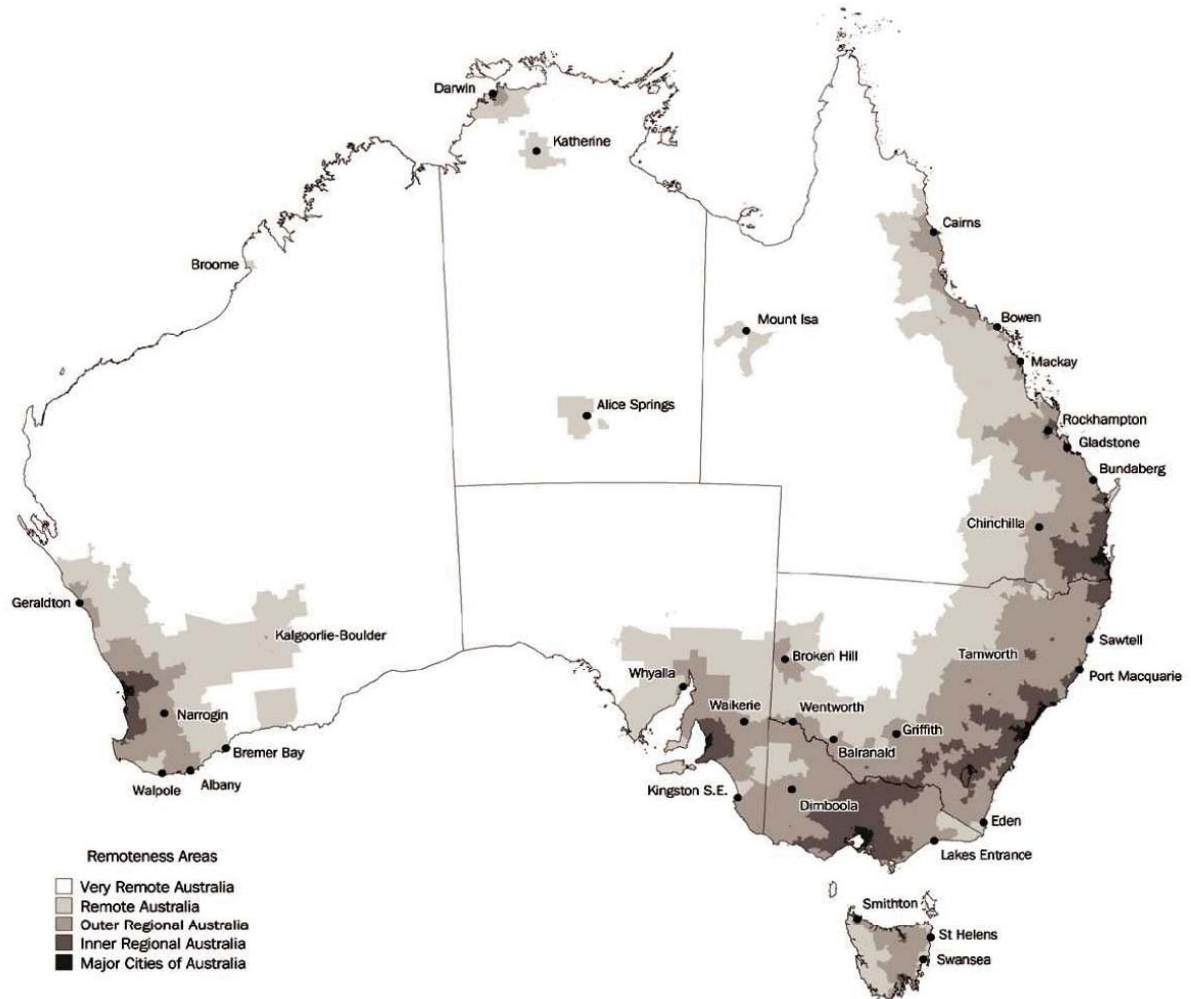 Darwin
Katherine
Cairns
Broome
Mount Isa
Bowen
Mackay
Alice Springs
Rockhampton
Gladstone
Bundaberg
Chinchilla
Geraldton
Kalgoorlie-Boulder
Sawtell
Tamworth
Broken Hill
Port Macquarie
Whyalla
Waikerie
Wentworth
Narrogin
Griffith
Balranald
Bremer Bay
Walpole
Albany
Kingston S.E.
Dimboola
Eden
Lakes Entrance
Remoteness Areas
Very Remote Australia
Remote Australia
Outer Regional Australia
Inner Regional Australia
Major Cities of Australia
Smithton
St Helens
Swansea